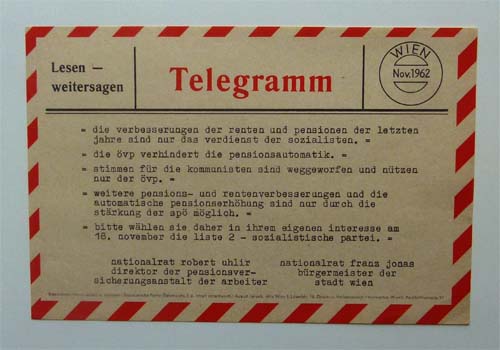 Lesen —
weitersagen
Telegramm
WIEN
Nov. 1962
= die verbesserungen der renten und pensionen der letzten
jahre sind nur das verdienst der sozialisten. =
= die övp verhindert die pensionsautomatik. =
= stimmen für die kommunisten sind weggeworfen und nützen
nur der övp. =
= weitere pensions- und rentenverbesserungen und die
automatische pensionserhöhung sind nur durch die
stärkung der spö möglich. =
= bitte wählen sie daher in ihrem eigenen interesse am
18. november die liste 2 - sozialistische partei. =
nationalrat robert uhlir
direktor der pensionsver-
sicherungsanstalt der arbeiter
nationalrat franz jonas
bürgermeister der
stadt wien